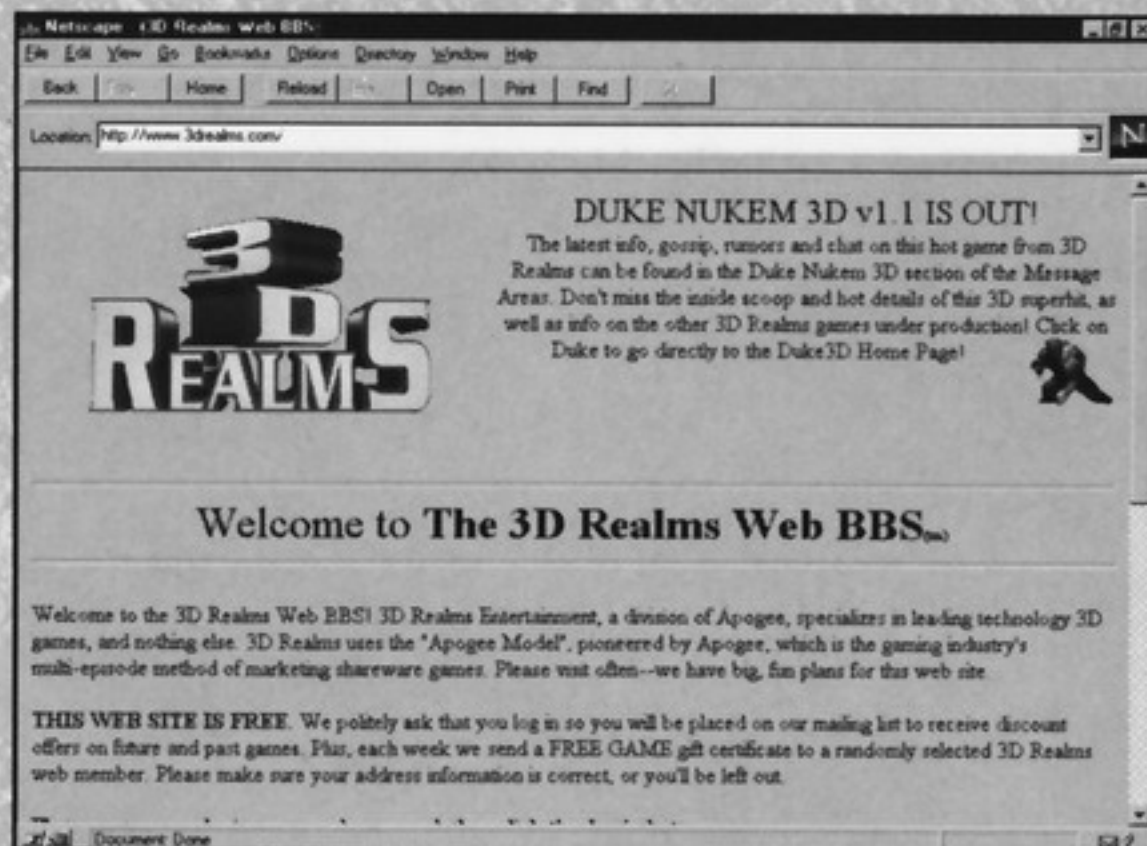 Netscape - [3D Realms Web BBS]
File Edit View Go Bookmarks Options Directory Window Help
Back Home Reload Open Print Find
Location: http://www.3drealms.com/
N
3D
REALMS
DUKE NUKEM 3D v1.1 IS OUT!
The latest info, gossip, rumors and chat on this hot game from 3D
Realms can be found in the Duke Nukem 3D section of the Message
Areas. Don't miss the inside scoop and hot details of this 3D superhit, as
well as info on the other 3D Realms games under production! Click on
Duke to go directly to the Duke3D Home Page!
Welcome to The 3D Realms Web BBS(tm)
Welcome to the 3D Realms Web BBS! 3D Realms Entertainment, a division of Apogee, specializes in leading technology 3D
games, and nothing else. 3D Realms uses the "Apogee Model", pioneered by Apogee, which is the gaming industry's
multi-episode method of marketing shareware games. Please visit often--we have big, fun plans for this web site.
THIS WEB SITE IS FREE. We politely ask that you log in so you will be placed on our mailing list to receive discount
offers on future and past games. Plus, each week we send a FREE GAME gift certificate to a randomly selected 3D Realms
web member. Please make sure your address information is correct, or you'll be left out.
Document Done